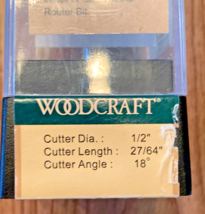 Router Bit
WOODCRAFT®
Cutter Dia. : 1/2"
Cutter Length : 27/64"
Cutter Angle : 18°